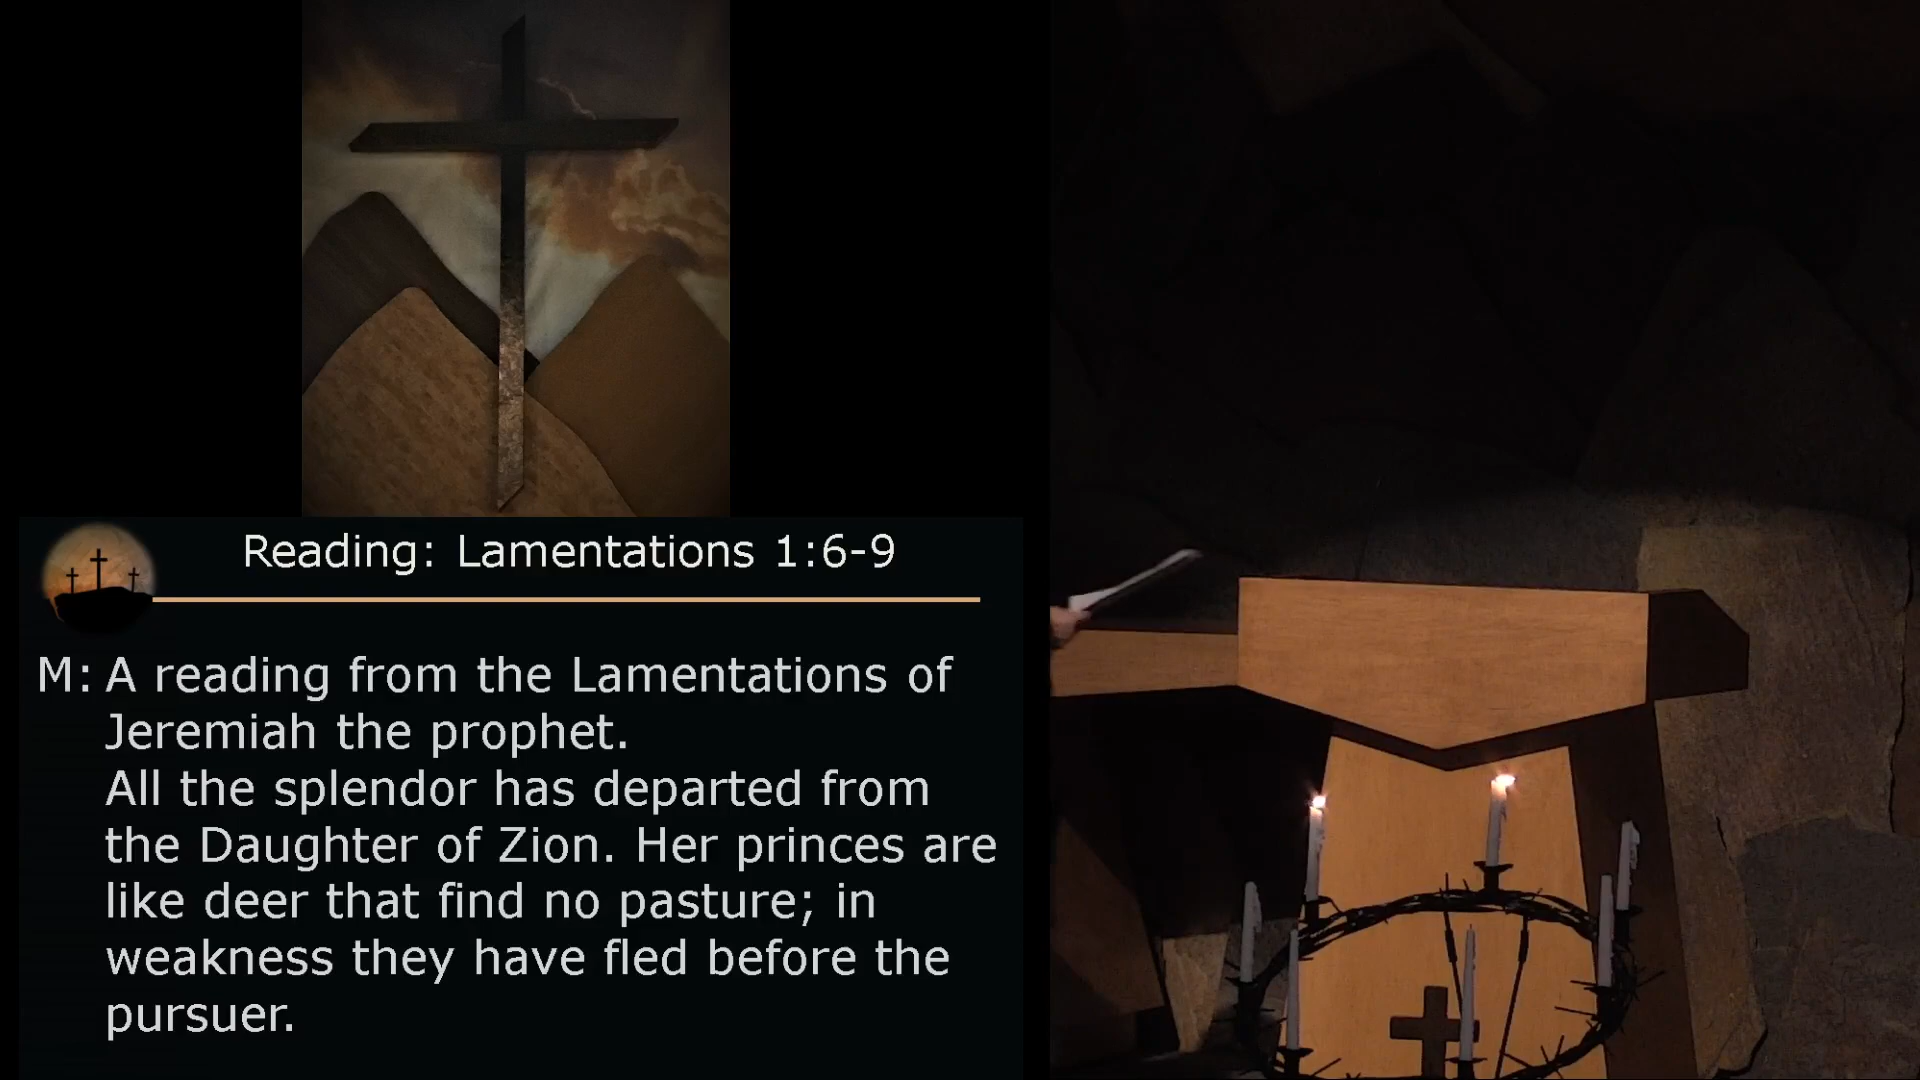 Reading: Lamentations 1:6-9
M: A reading from the Lamentations of
Jeremiah the prophet.
All the splendor has departed from
the Daughter of Zion. Her princes are
like deer that find no pasture; in
weakness they have fled before the
pursuer.